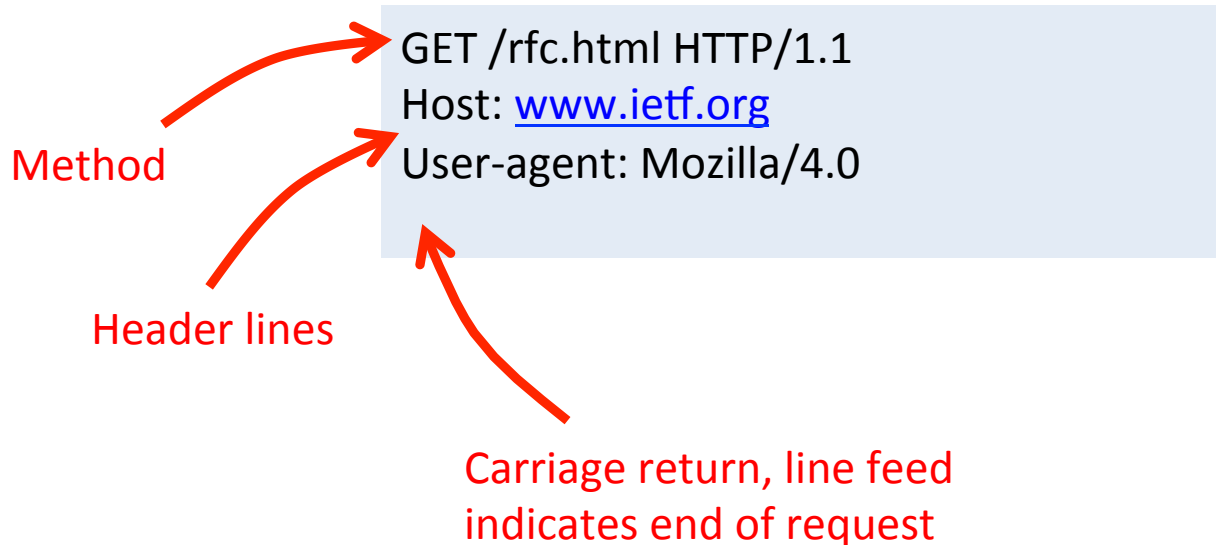 GET /rfc.html HTTP/1.1
Host: www.ietf.org
User-agent: Mozilla/4.0
Method
Header lines
Carriage return, line feed
indicates end of request